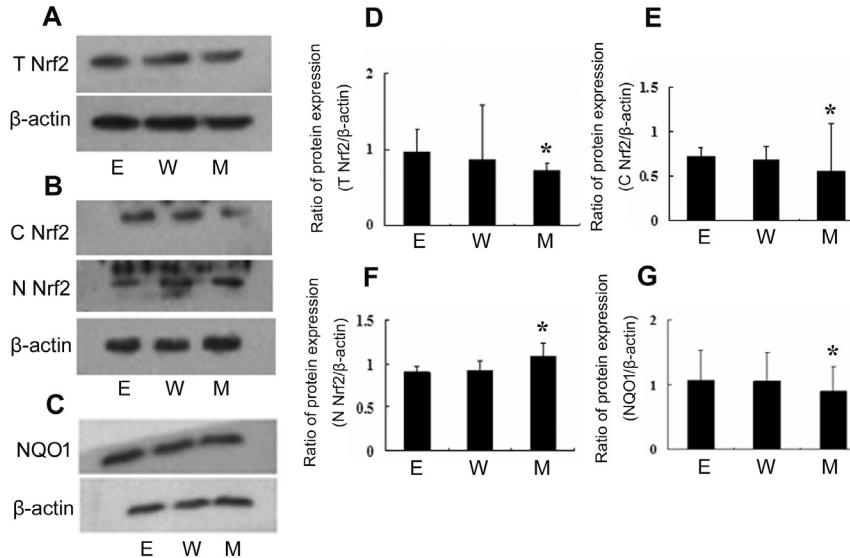 A
T Nrf2
β-actin
E W M
B
C Nrf2
N Nrf2
β-actin
E W M
C
NQO1
β-actin
E W M
D
Ratio of protein expression
(T Nrf2/β-actin)
2
1
0
*
E W M
E
Ratio of protein expression
(C Nrf2/β-actin)
1.5
1
0.5
0
*
E W M
F
Ratio of protein expression
(N Nrf2/β-actin)
1.5
1
0.5
0
*
E W M
G
Ratio of protein expression
(NQO1/β-actin)
2
1
0
*
E W M